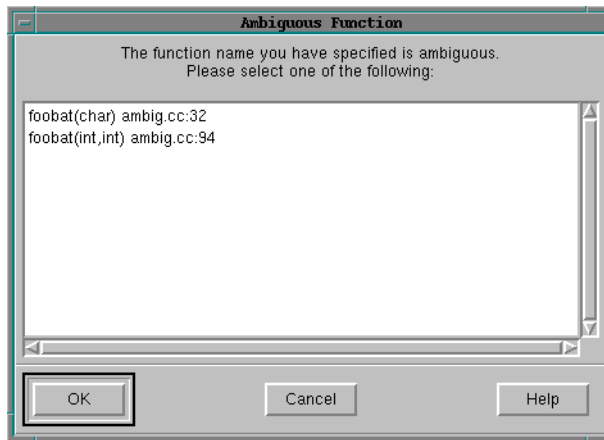 Ambiguous Function
The function name you have specified is ambiguous.
Please select one of the following:
foobat(char) ambig.cc:32
foobat(int,int) ambig.cc:94
OK
Cancel
Help